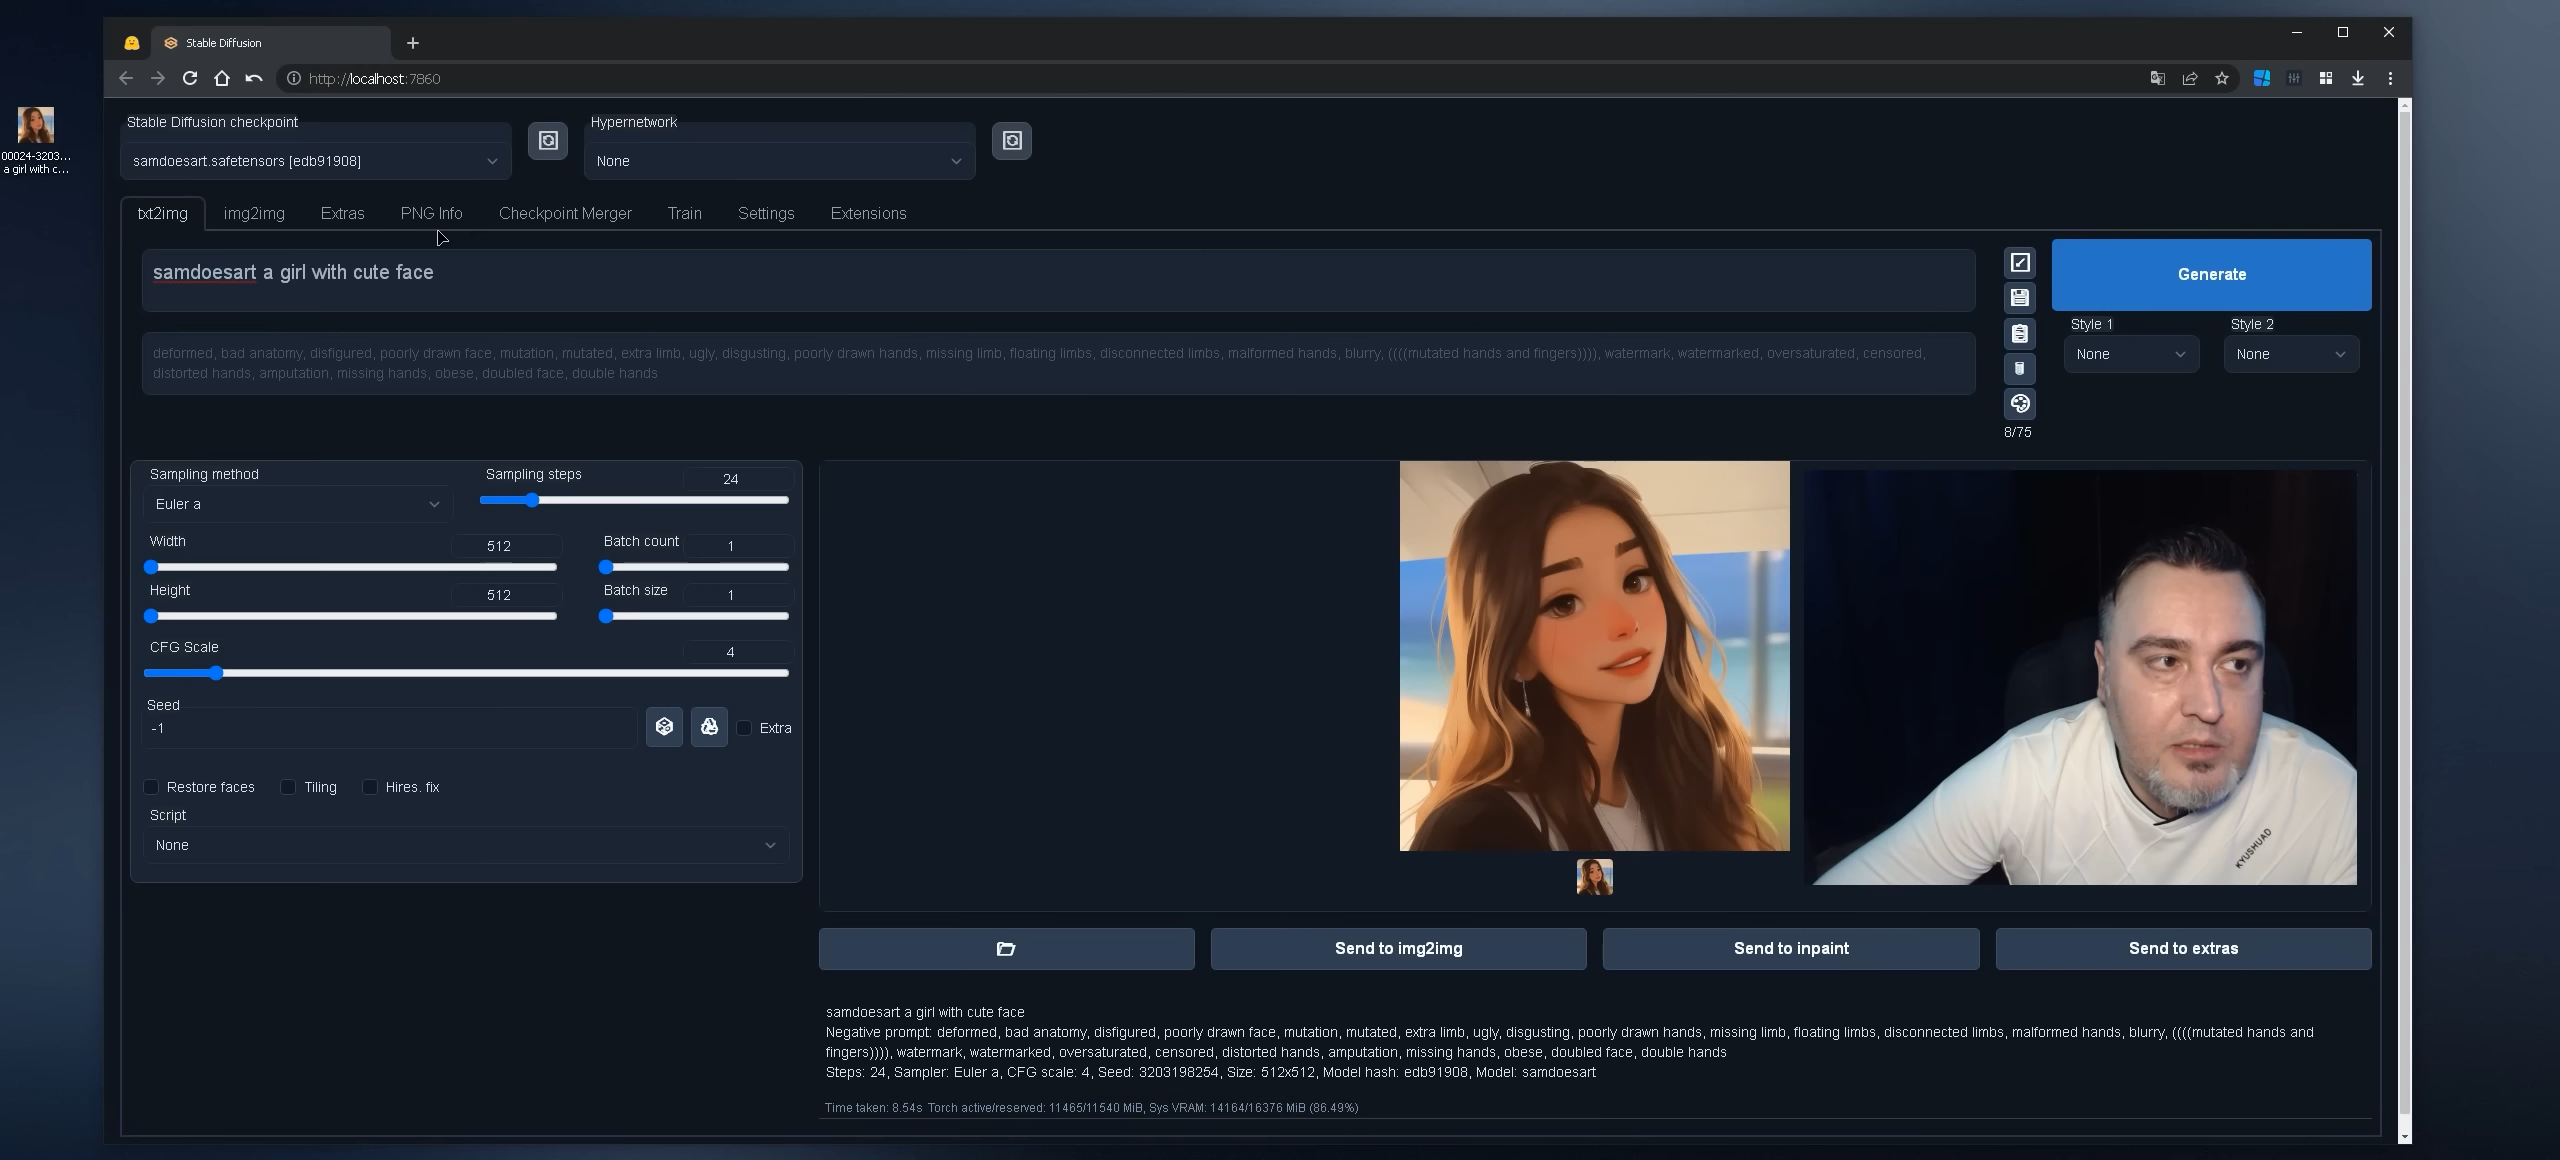 Stable Diffusion
http://localhost:7860
00024-3203...
a girl with c...
Stable Diffusion checkpoint
samdoesart.safetensors [edb91908]
Hypernetwork
None
txt2img
img2img
Extras
PNG Info
Checkpoint Merger
Train
Settings
Extensions
samdoesart a girl with cute face
Generate
Style 1
Style 2
None
None
deformed, bad anatomy, disfigured, poorly drawn face, mutation, mutated, extra limb, ugly, disgusting, poorly drawn hands, missing limb, floating limbs, disconnected limbs, malformed hands, blurry, ((((mutated hands and fingers)))), watermark, watermarked, oversaturated, censored,
distorted hands, amputation, missing hands, obese, doubled face, double hands
8/75
Sampling method
Euler a
Sampling steps
24
Width
512
Batch count
1
Height
512
Batch size
1
CFG Scale
4
Seed
-1
Extra
Restore faces
Tiling
Hires. fix
Script
None
KYUSHUAD
Send to img2img
Send to inpaint
Send to extras
samdoesart a girl with cute face
Negative prompt: deformed, bad anatomy, disfigured, poorly drawn face, mutation, mutated, extra limb, ugly, disgusting, poorly drawn hands, missing limb, floating limbs, disconnected limbs, malformed hands, blurry, ((((mutated hands and
fingers)))), watermark, watermarked, oversaturated, censored, distorted hands, amputation, missing hands, obese, doubled face, double hands
Steps: 24, Sampler: Euler a, CFG scale: 4, Seed: 3203198254, Size: 512x512, Model hash: edb91908, Model: samdoesart
Time taken: 8.54s Torch active/reserved: 11465/11540 MiB, Sys VRAM: 14164/16376 MiB (86.49%)